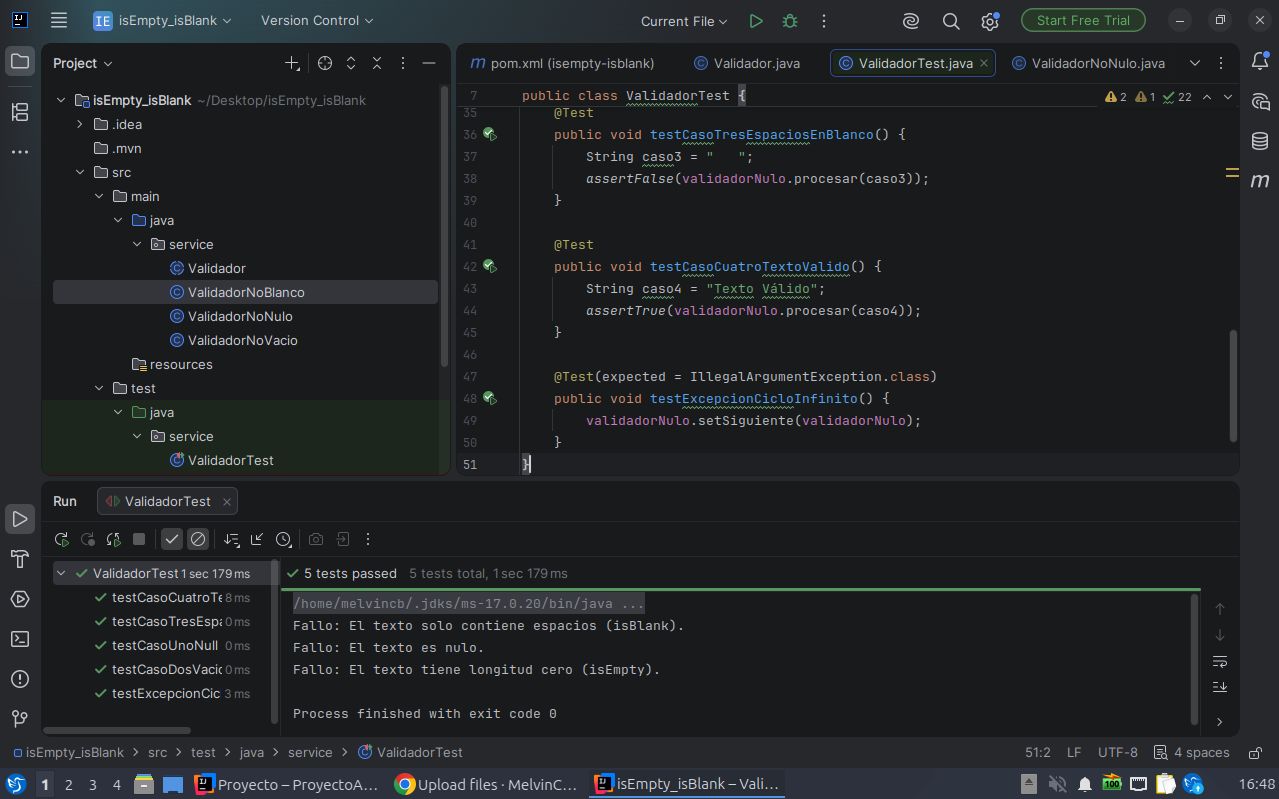 IE isEmpty_isBlank Version Control Current File Start Free Trial
Project
isEmpty_isBlank ~/Desktop/isEmpty_isBlank
.idea
.mvn
src
main
java
service
Validador
ValidadorNoBlanco
ValidadorNoNulo
ValidadorNoVacio
resources
test
java
service
ValidadorTest
pom.xml (isempty-isblank) Validador.java ValidadorTest.java ValidadorNoNulo.java
7 public class ValidadorTest {
2 1 22
35 @Test
36 public void testCasoTresEspaciosEnBlanco() {
37 String caso3 = "   ";
38 assertFalse(validadorNulo.procesar(caso3));
39 }
40
41 @Test
42 public void testCasoCuatroTextoValido() {
43 String caso4 = "Texto Válido";
44 assertTrue(validadorNulo.procesar(caso4));
45 }
46
47 @Test(expected = IllegalArgumentException.class)
48 public void testExcepcionCicloInfinito() {
49 validadorNulo.setSiguiente(validadorNulo);
50 }
51 }
Run ValidadorTest
ValidadorTest 1 sec 179 ms
testCasoCuatroTe 8 ms
testCasoTresEspa 0 ms
testCasoUnoNull 0 ms
testCasoDosVacio 0 ms
testExcepcionCic 3 ms
5 tests passed 5 tests total, 1 sec 179 ms
/home/melvincb/.jdks/ms-17.0.20/bin/java ...
Fallo: El texto solo contiene espacios (isBlank).
Fallo: El texto es nulo.
Fallo: El texto tiene longitud cero (isEmpty).
Process finished with exit code 0
isEmpty_isBlank > src > test > java > service > ValidadorTest 51:2 LF UTF-8 4 spaces
1 2 3 4 Proyecto – ProyectoA... Upload files · MelvinC... isEmpty_isBlank – Vali... 100 16:48